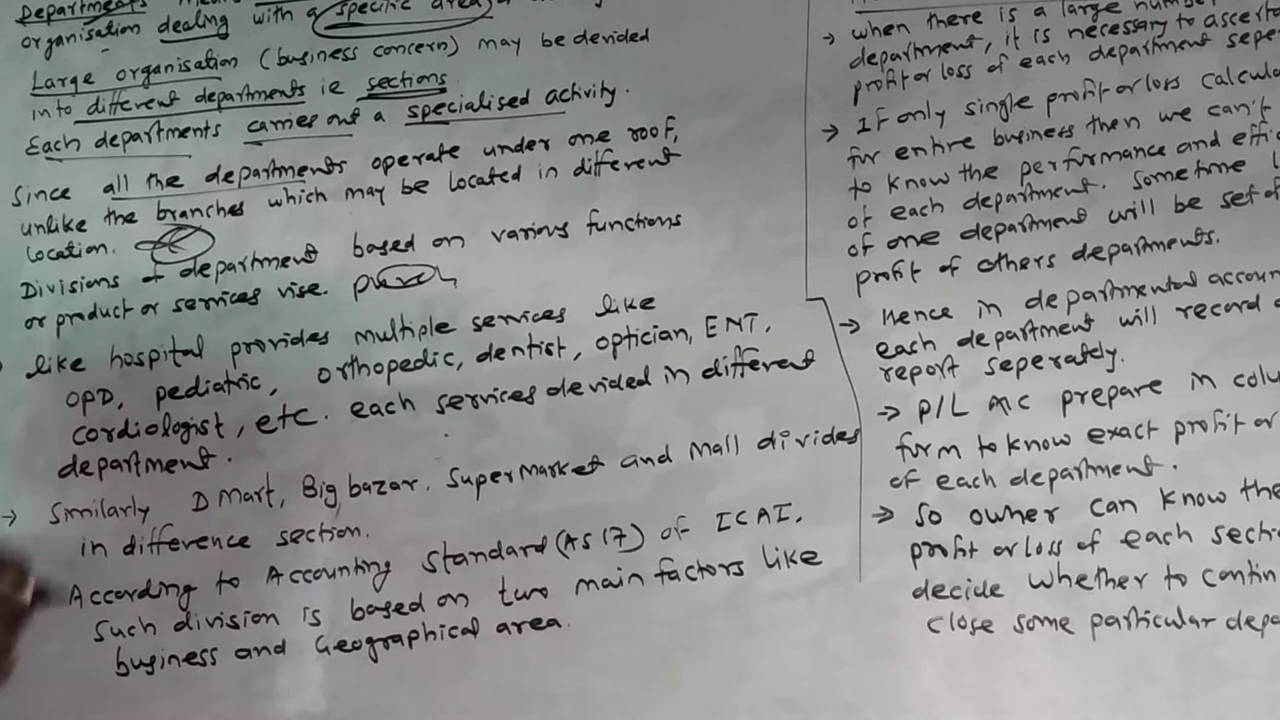 Departments means
organisation dealing with a specific area
Large organisation (business concern) may be devided
into different departments ie sections
Each departments carries out a specialised activity.
Since all the departments operate under one roof,
unlike the branches which may be located in different
location.
Divisions of department based on various functions
or product or services vise.
like hospital provides multiple services like
OPD, pediatric, orthopedic, dentist, optician, ENT,
cordiologist, etc. each services devided in different
department.
→ Similarly D Mart, Big bazar. Supermarket and Mall divides
in difference section.
According to Accounting Standard (AS 17) of ICAI,
Such division is based on two main factors like
business and Geographical area.
→ when there is a large number
department, it is necessary to
profit or loss of each department
→ If only single profit or loss
for entire business then we can't
to know the performance and
of each department. Sometime
of one department will be set of
profit of others departments.
→ Hence in departmental
each department will record
report seperately.
→ P/L A/C prepare in
form to know exact profit or
of each department.
→ So owner can know the
profit or loss of each
decide whether to
close some particular